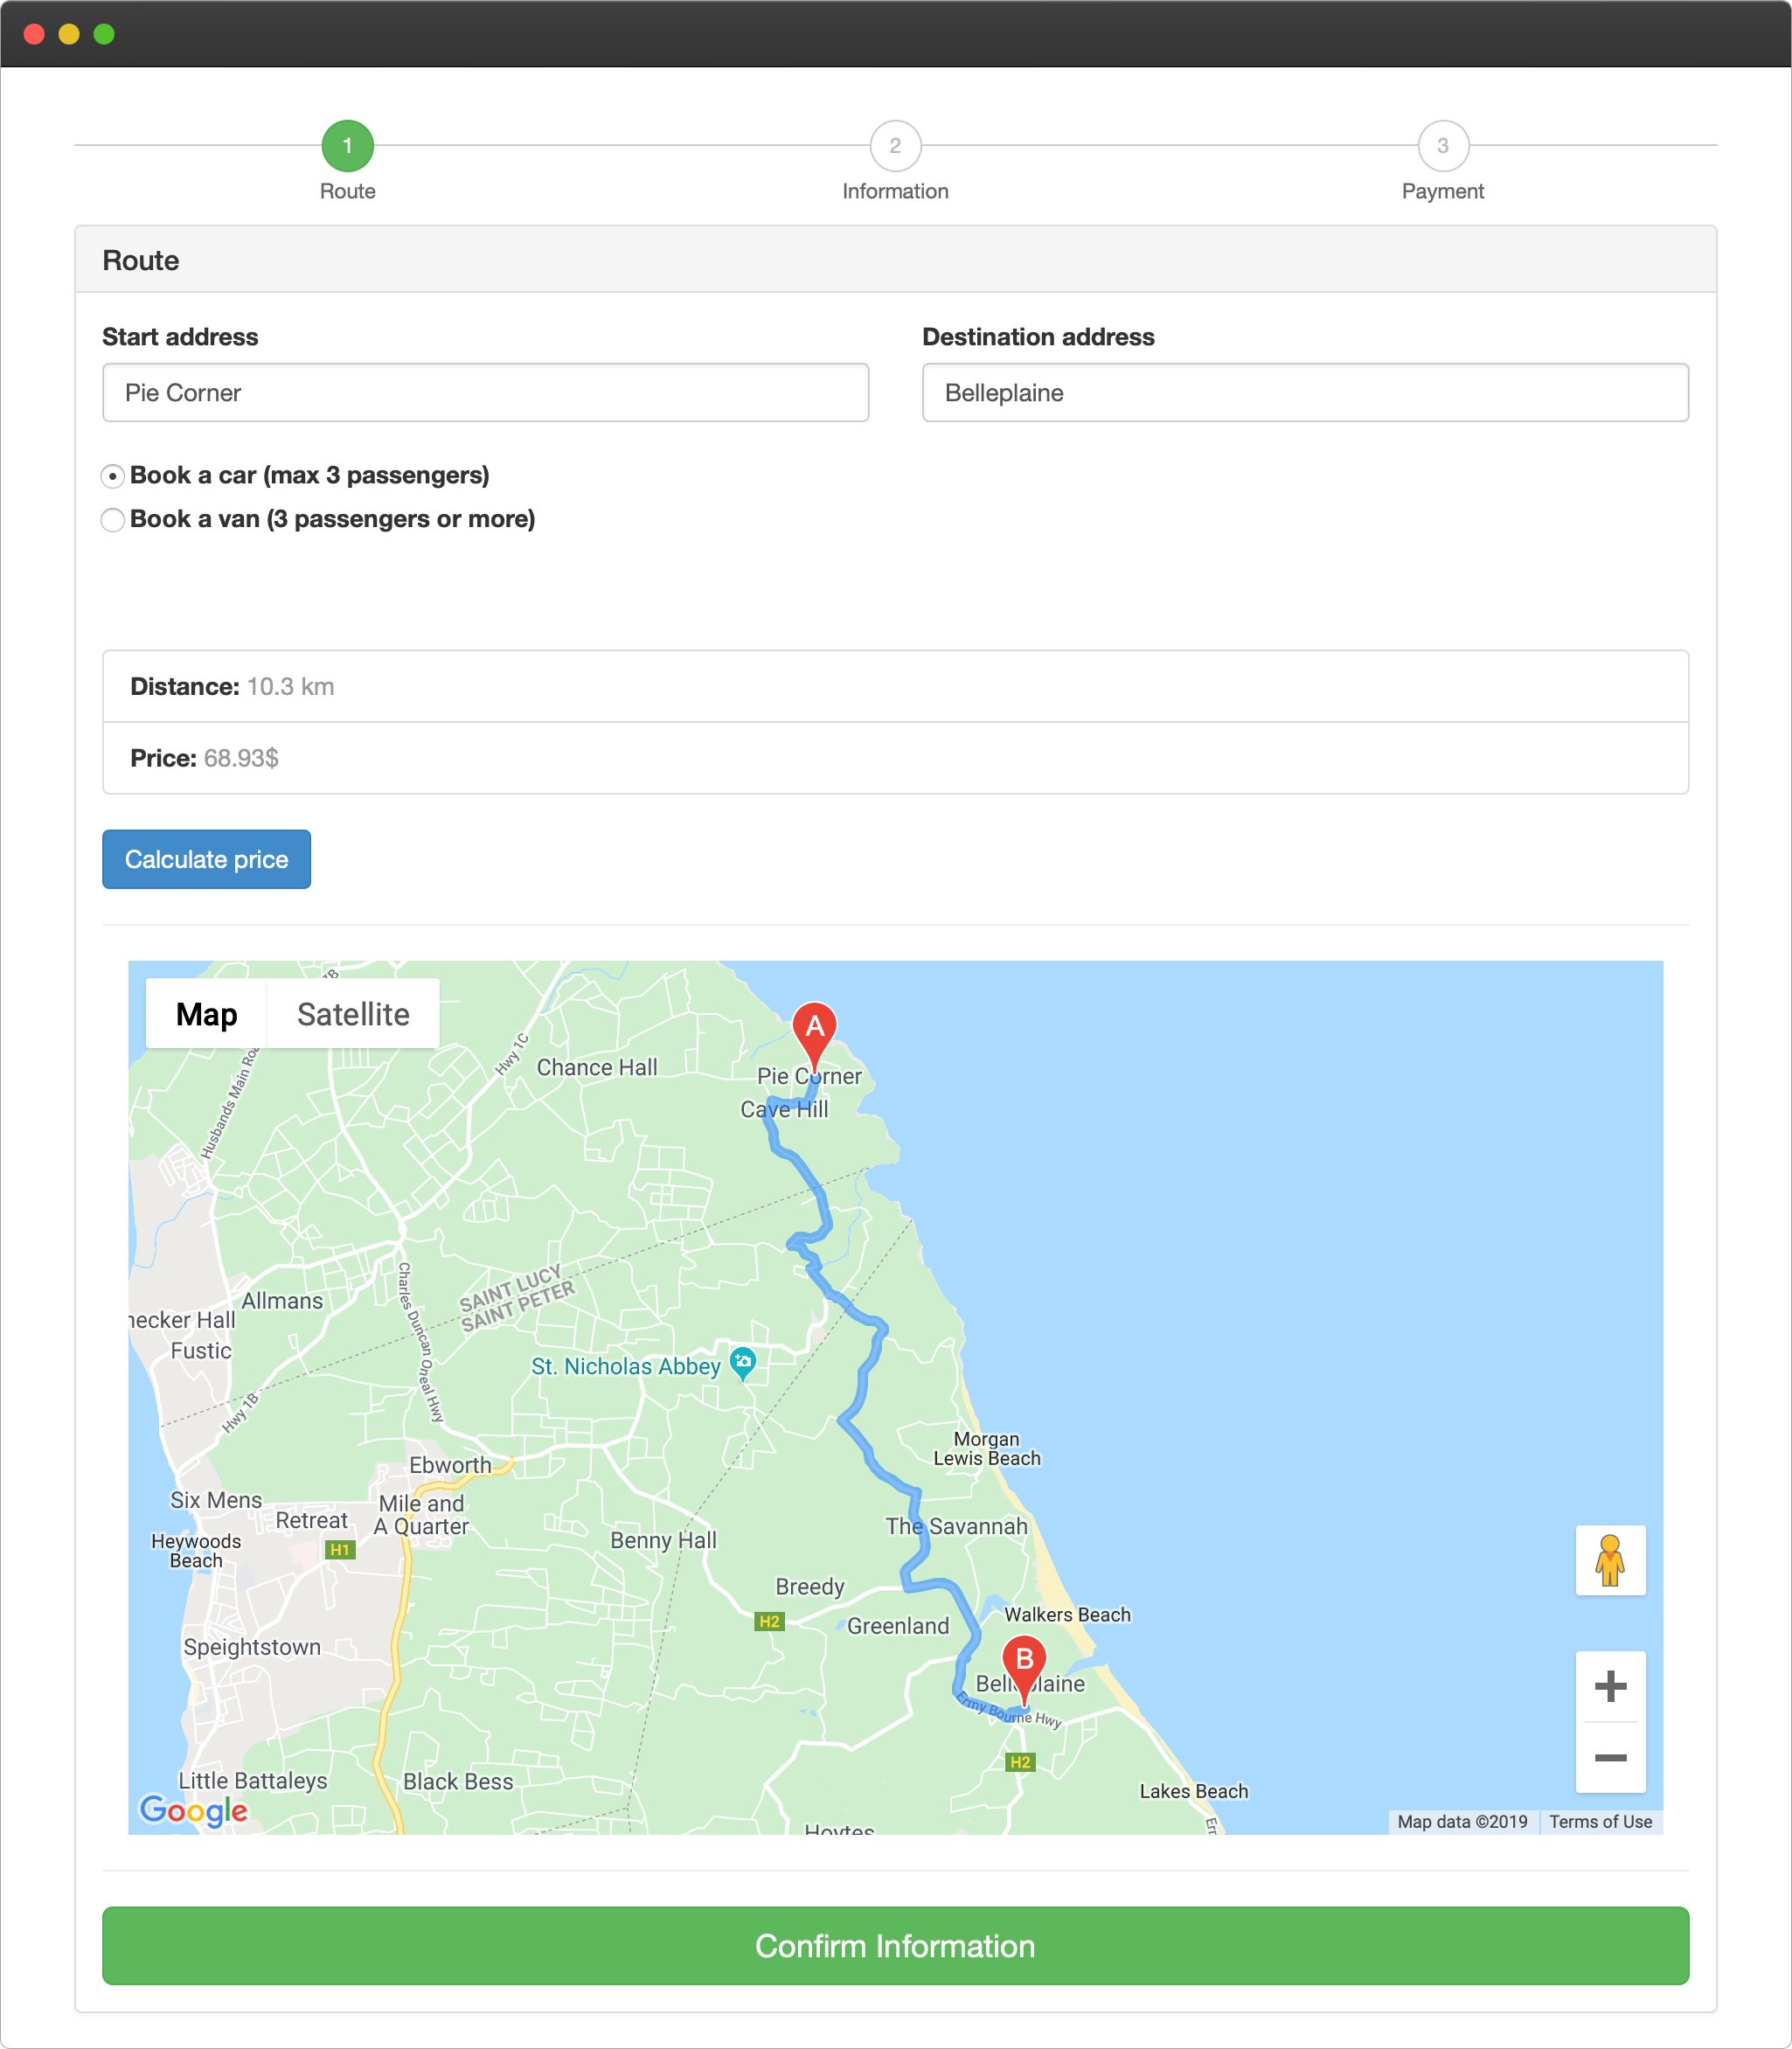 1
2
3
Route
Information
Payment
Route
Start address
Destination address
Pie Corner
Belleplaine
Book a car (max 3 passengers)
Book a van (3 passengers or more)
Distance: 10.3 km
Price: 68.93$
Calculate price
Map
Satellite
Husbands Main Roa
Hwy 1C
Chance Hall
A
Pie Corner
Cave Hill
Charles Duncan Oneal Hwy
SAINT LUCY
SAINT PETER
Allmans
hecker Hall
Fustic
St. Nicholas Abbey
Hwy 1B
Morgan
Lewis Beach
Ebworth
Six Mens
Mile and
A Quarter
Retreat
Heywoods
Beach
H1
The Savannah
Benny Hall
Breedy
H2
Greenland
Walkers Beach
Speightstown
B
Belleplaine
Ermy Bourne Hwy
H2
Little Battaleys
Black Bess
Lakes Beach
Google
Hoytes
Map data ©2019
Terms of Use
Confirm Information